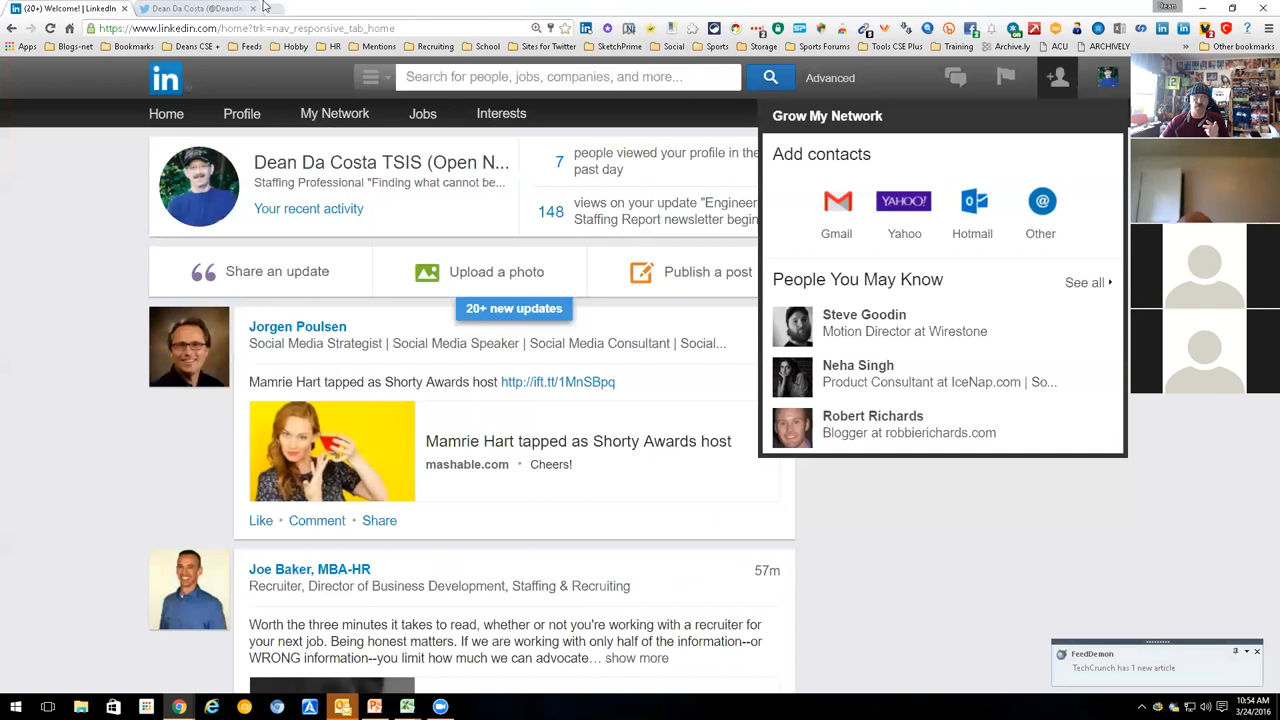 (20+) Welcome! | LinkedIn
Dean Da Costa (@Deands
Dean
https://www.linkedin.com/home?trk=nav_responsive_tab_home
Apps
Blogs-net
Bookmarks
Deans CSE +
Feeds
Hobby
HR
Mentions
Recruiting
School
Sites for Twitter
SketchPrime
Social
Sports
Storage
Sports Forums
Tools CSE Plus
Training
Archive.ly
ACU
ARCHIVELY
Other bookmarks
in
Search for people, jobs, companies, and more...
Advanced
Home
Profile
My Network
Jobs
Interests
Grow My Network
Add contacts
Gmail
YAHOO!
Yahoo
Hotmail
@
Other
People You May Know
See all
Steve Goodin
Motion Director at Wirestone
Neha Singh
Product Consultant at IceNap.com | So...
Robert Richards
Blogger at robbierichards.com
Dean Da Costa TSIS (Open N...
Staffing Professional "Finding what cannot be...
Your recent activity
7 people viewed your profile in the
past day
148 views on your update "Engineer
Staffing Report newsletter begin
Share an update
Upload a photo
Publish a post
20+ new updates
Jorgen Poulsen
Social Media Strategist | Social Media Speaker | Social Media Consultant | Social...
Mamrie Hart tapped as Shorty Awards host http://ift.tt/1MnSBpq
Mamrie Hart tapped as Shorty Awards host
mashable.com • Cheers!
Like • Comment • Share
Joe Baker, MBA-HR
57m
Recruiter, Director of Business Development, Staffing & Recruiting
Worth the three minutes it takes to read, whether or not you're working with a recruiter for
your next job. Being honest matters. If we are working with only half of the information--or
WRONG information--you limit how much we can advocate… show more
FeedDemon
TechCrunch has 1 new article
10:54 AM
3/24/2016